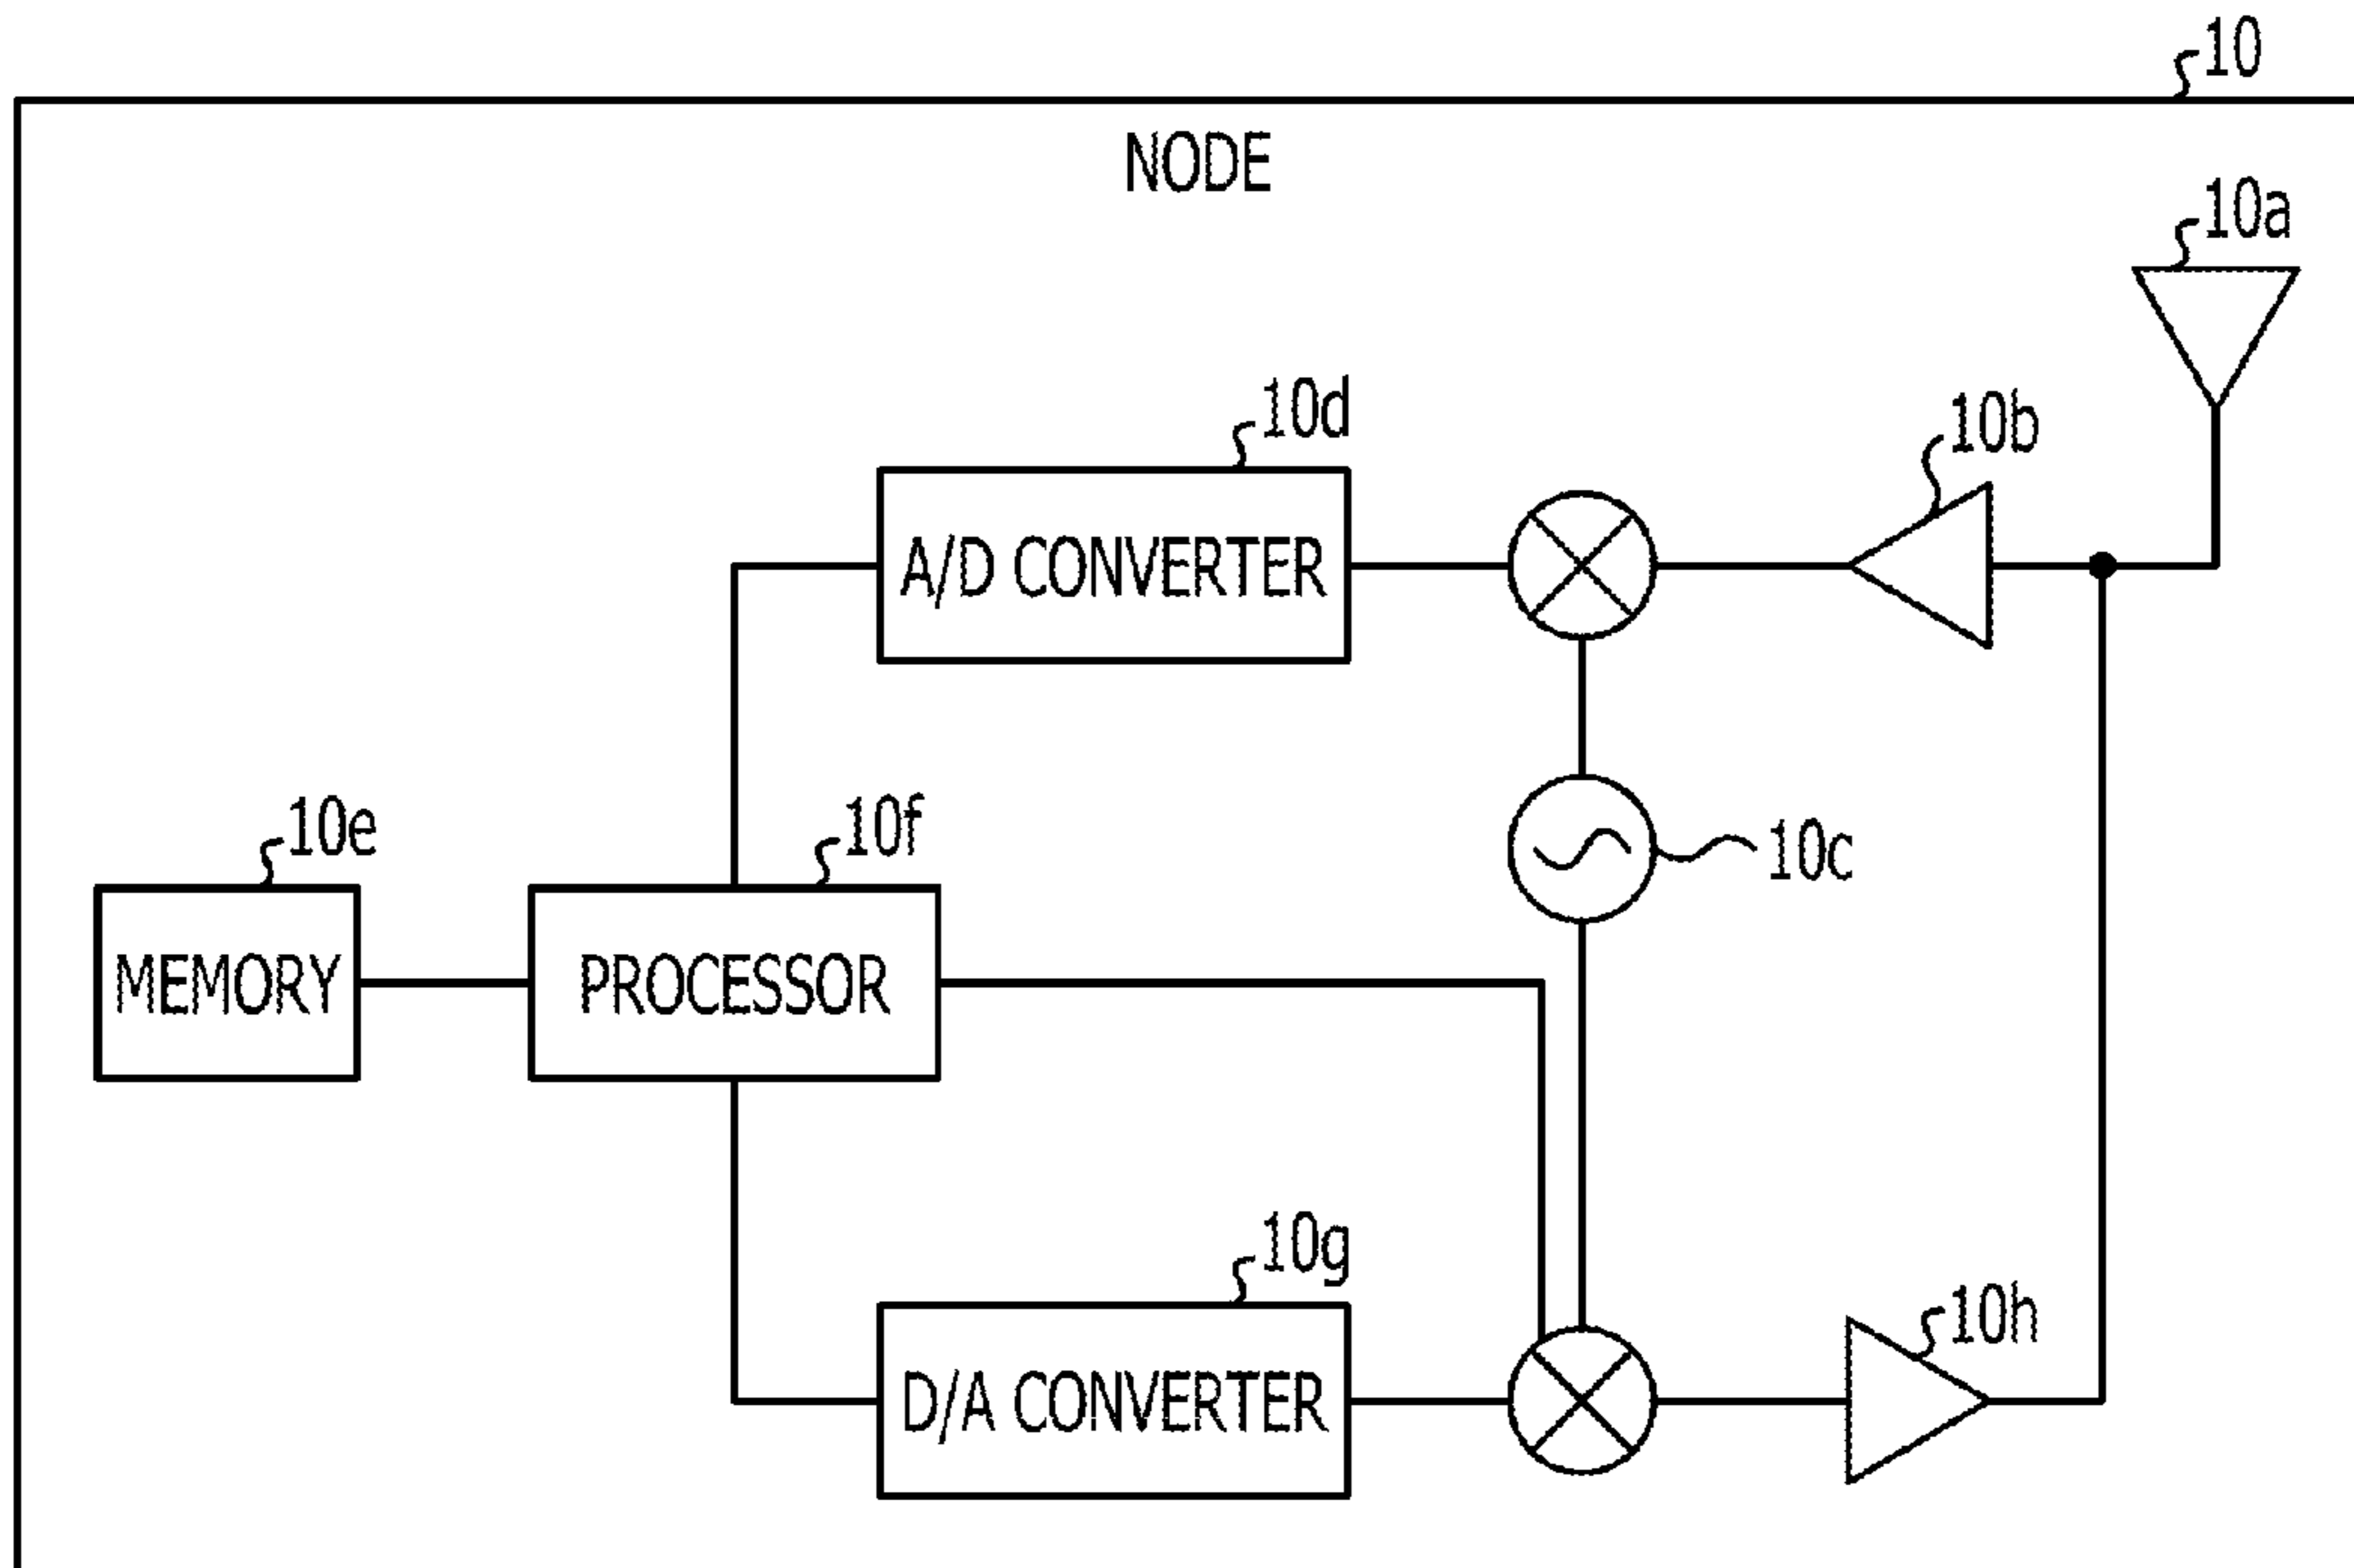 10
NODE
10a
10d
10b
A/D CONVERTER
10e
10f
10c
MEMORY
PROCESSOR
10g
10h
D/A CONVERTER